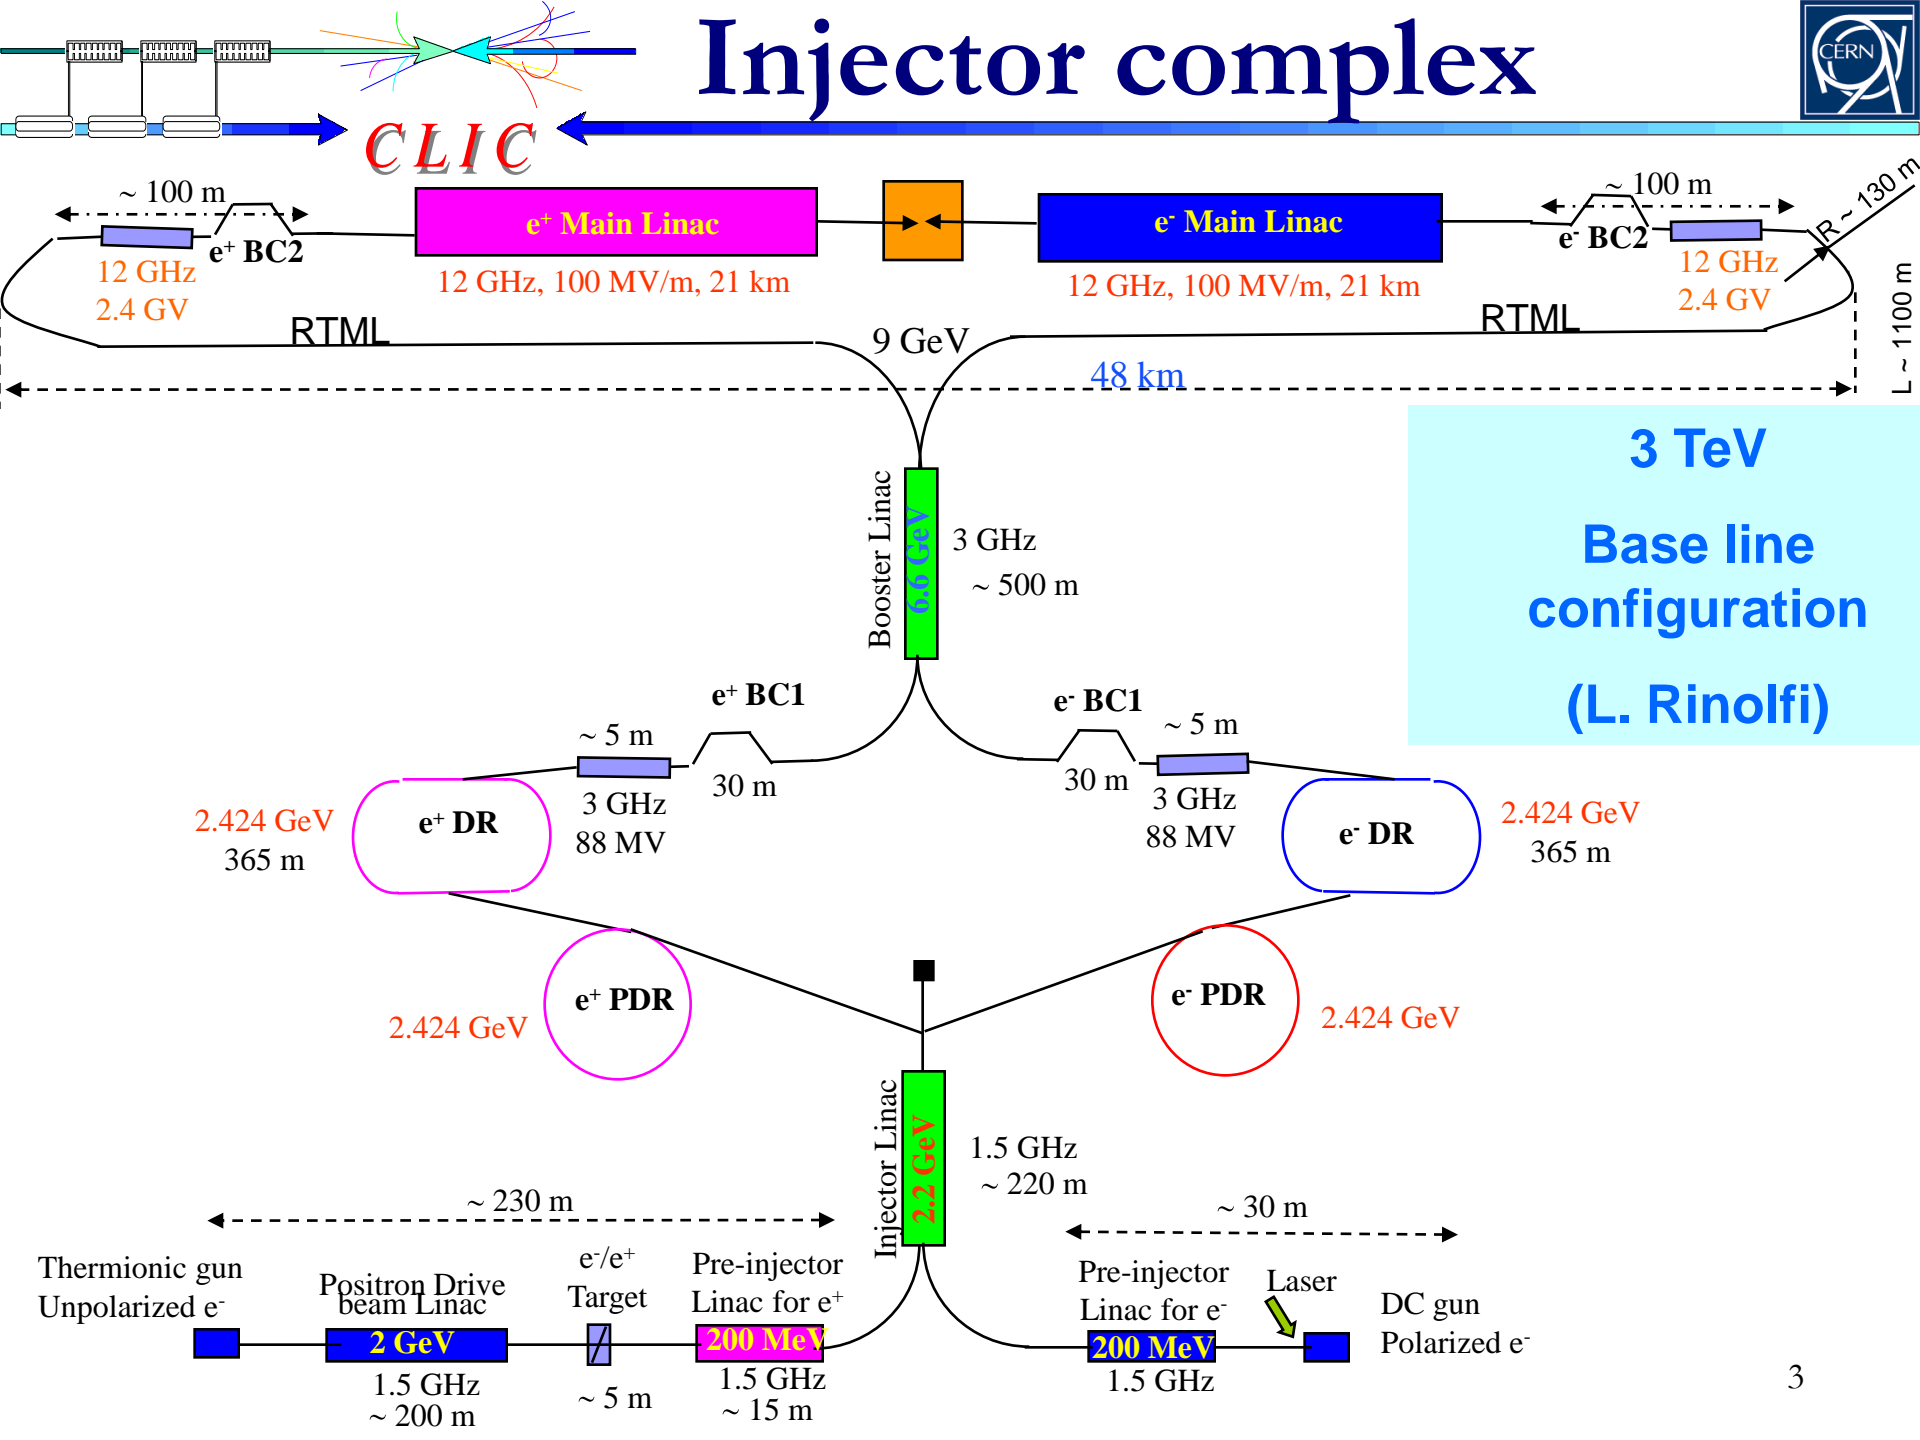 Injector complex
CERN
CLIC
~ 100 m
e+ Main Linac
e- Main Linac
~ 100 m
R ~ 130 m
e+ BC2
e- BC2
12 GHz
2.4 GV
12 GHz, 100 MV/m, 21 km
12 GHz, 100 MV/m, 21 km
12 GHz
2.4 GV
L ~ 1100 m
RTML
9 GeV
RTML
48 km
3 TeV
Base line
configuration
(L. Rinolfi)
Booster Linac
6.6 GeV
3 GHz
~ 500 m
e+ BC1
e- BC1
~ 5 m
30 m
~ 5 m
30 m
3 GHz
88 MV
3 GHz
88 MV
2.424 GeV
365 m
e+ DR
e- DR
2.424 GeV
365 m
e+ PDR
2.424 GeV
e- PDR
2.424 GeV
Injector Linac
2.2 GeV
1.5 GHz
~ 220 m
~ 230 m
~ 30 m
Thermionic gun
Unpolarized e-
Positron Drive
beam Linac
2 GeV
1.5 GHz
~ 200 m
e-/e+
Target
~ 5 m
Pre-injector
Linac for e+
200 MeV
1.5 GHz
~ 15 m
Pre-injector
Linac for e-
200 MeV
1.5 GHz
Laser
DC gun
Polarized e-
3